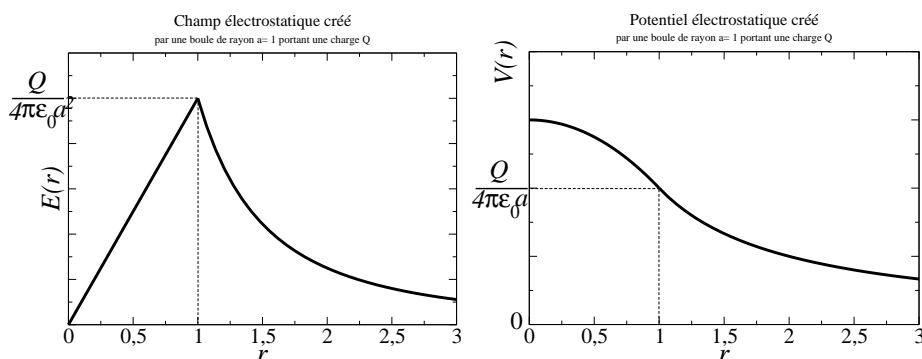 Champ électrostatique créé
par une boule de rayon a= 1 portant une charge Q
Q
4πε₀a²
E(r)
0 0,5 1 1,5 2 2,5 3
r
Potentiel électrostatique créé
par une boule de rayon a= 1 portant une charge Q
V(r)
Q
4πε₀a
0
0 0,5 1 1,5 2 2,5 3
r